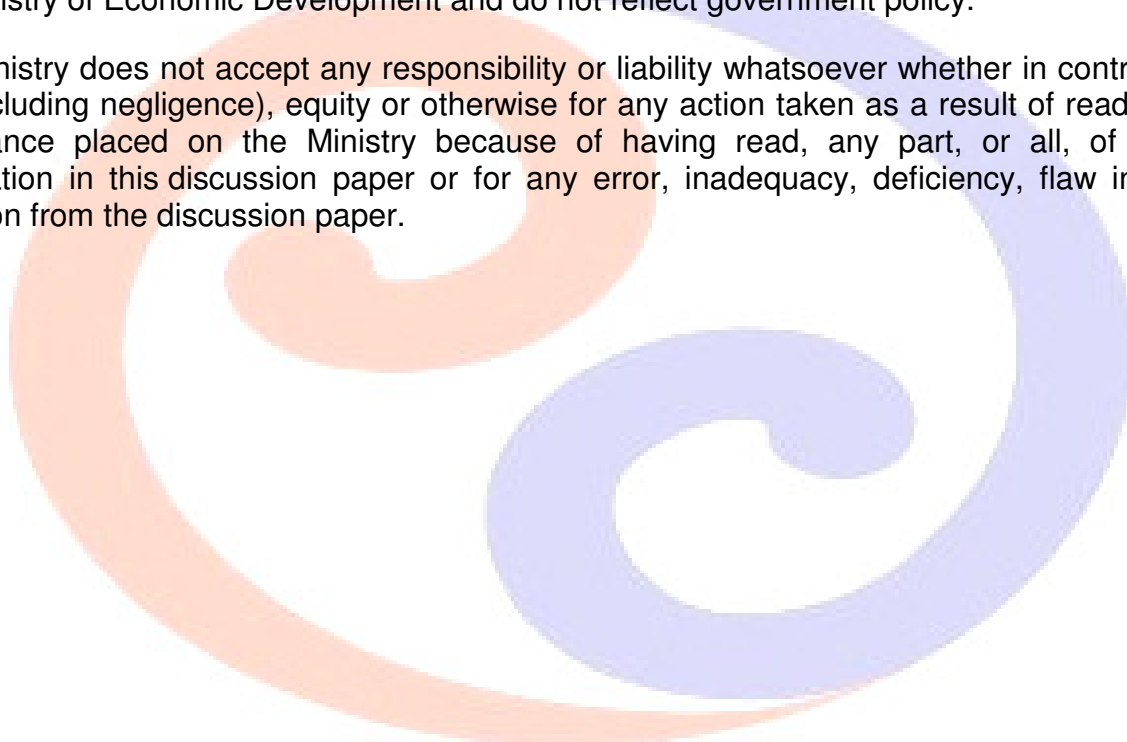 istry of Economic Development and do not reflect government policy.
nistry does not accept any responsibility or liability whatsoever whether in contr
cluding negligence), equity or otherwise for any action taken as a result of read
ance placed on the Ministry because of having read, any part, or all, of
ation in this discussion paper or for any error, inadequacy, deficiency, flaw in
on from the discussion paper.